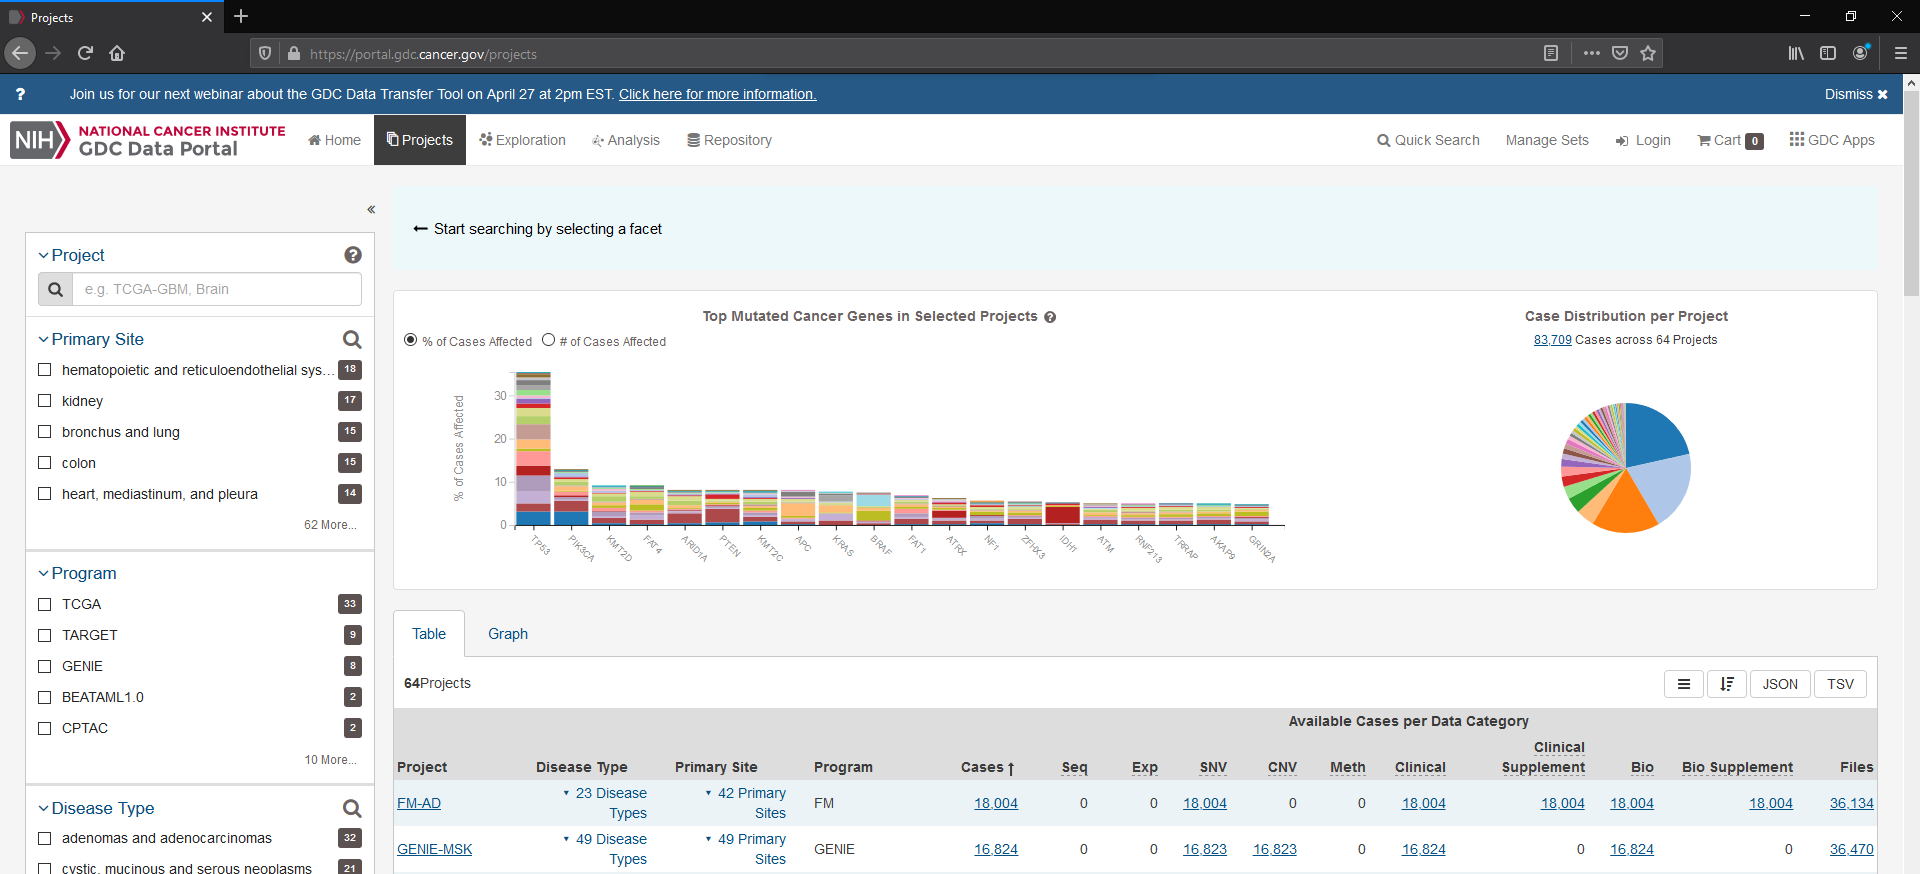 Projects
https://portal.gdc.cancer.gov/projects
? Join us for our next webinar about the GDC Data Transfer Tool on April 27 at 2pm EST. Click here for more information. Dismiss
NIH NATIONAL CANCER INSTITUTE
GDC Data Portal
Home Projects Exploration Analysis Repository Quick Search Manage Sets Login Cart 0 GDC Apps
«
← Start searching by selecting a facet
Project ?
e.g. TCGA-GBM, Brain
Primary Site
hematopoietic and reticuloendothelial sys... 18
kidney 17
bronchus and lung 15
colon 15
heart, mediastinum, and pleura 14
62 More...
Program
TCGA 33
TARGET 9
GENIE 8
BEATAML1.0 2
CPTAC 2
10 More...
Disease Type
adenomas and adenocarcinomas 32
cystic, mucinous and serous neoplasms 21
Top Mutated Cancer Genes in Selected Projects ?
% of Cases Affected # of Cases Affected
% of Cases Affected
30
20
10
0
TP53 PIK3CA KMT2D FAT4 ARID1A PTEN KMT2C APC KRAS BRAF FAT1 ATRX NF1 ZFHX3 IDH1 ATM RNF213 TRRAP AKAP9 GRIN2A
Case Distribution per Project
83,709 Cases across 64 Projects
Table Graph
64Projects JSON TSV
Available Cases per Data Category
Project Disease Type Primary Site Program Cases Seq Exp SNV CNV Meth Clinical Clinical Supplement Bio Bio Supplement Files
FM-AD 23 Disease Types 42 Primary Sites FM 18,004 0 0 18,004 0 0 18,004 18,004 18,004 18,004 36,134
GENIE-MSK 49 Disease Types 49 Primary Sites GENIE 16,824 0 0 16,823 16,823 0 16,824 0 16,824 0 36,470